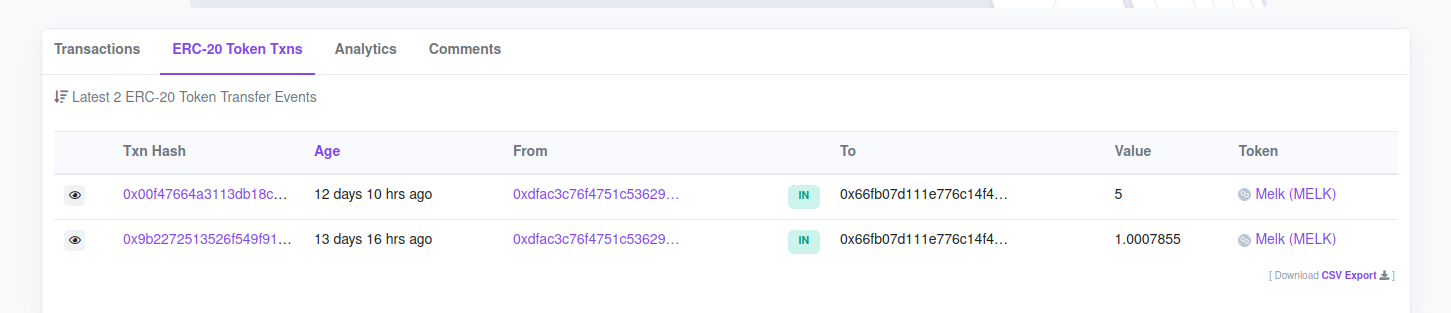 Transactions ERC-20 Token Txns Analytics Comments
Latest 2 ERC-20 Token Transfer Events
Txn Hash Age From To Value Token
0x00f47664a3113db18c... 12 days 10 hrs ago 0xdfac3c76f4751c53629... IN 0x66fb07d111e776c14f4... 5 Melk (MELK)
0x9b2272513526f549f91... 13 days 16 hrs ago 0xdfac3c76f4751c53629... IN 0x66fb07d111e776c14f4... 1.0007855 Melk (MELK)
[ Download CSV Export ]